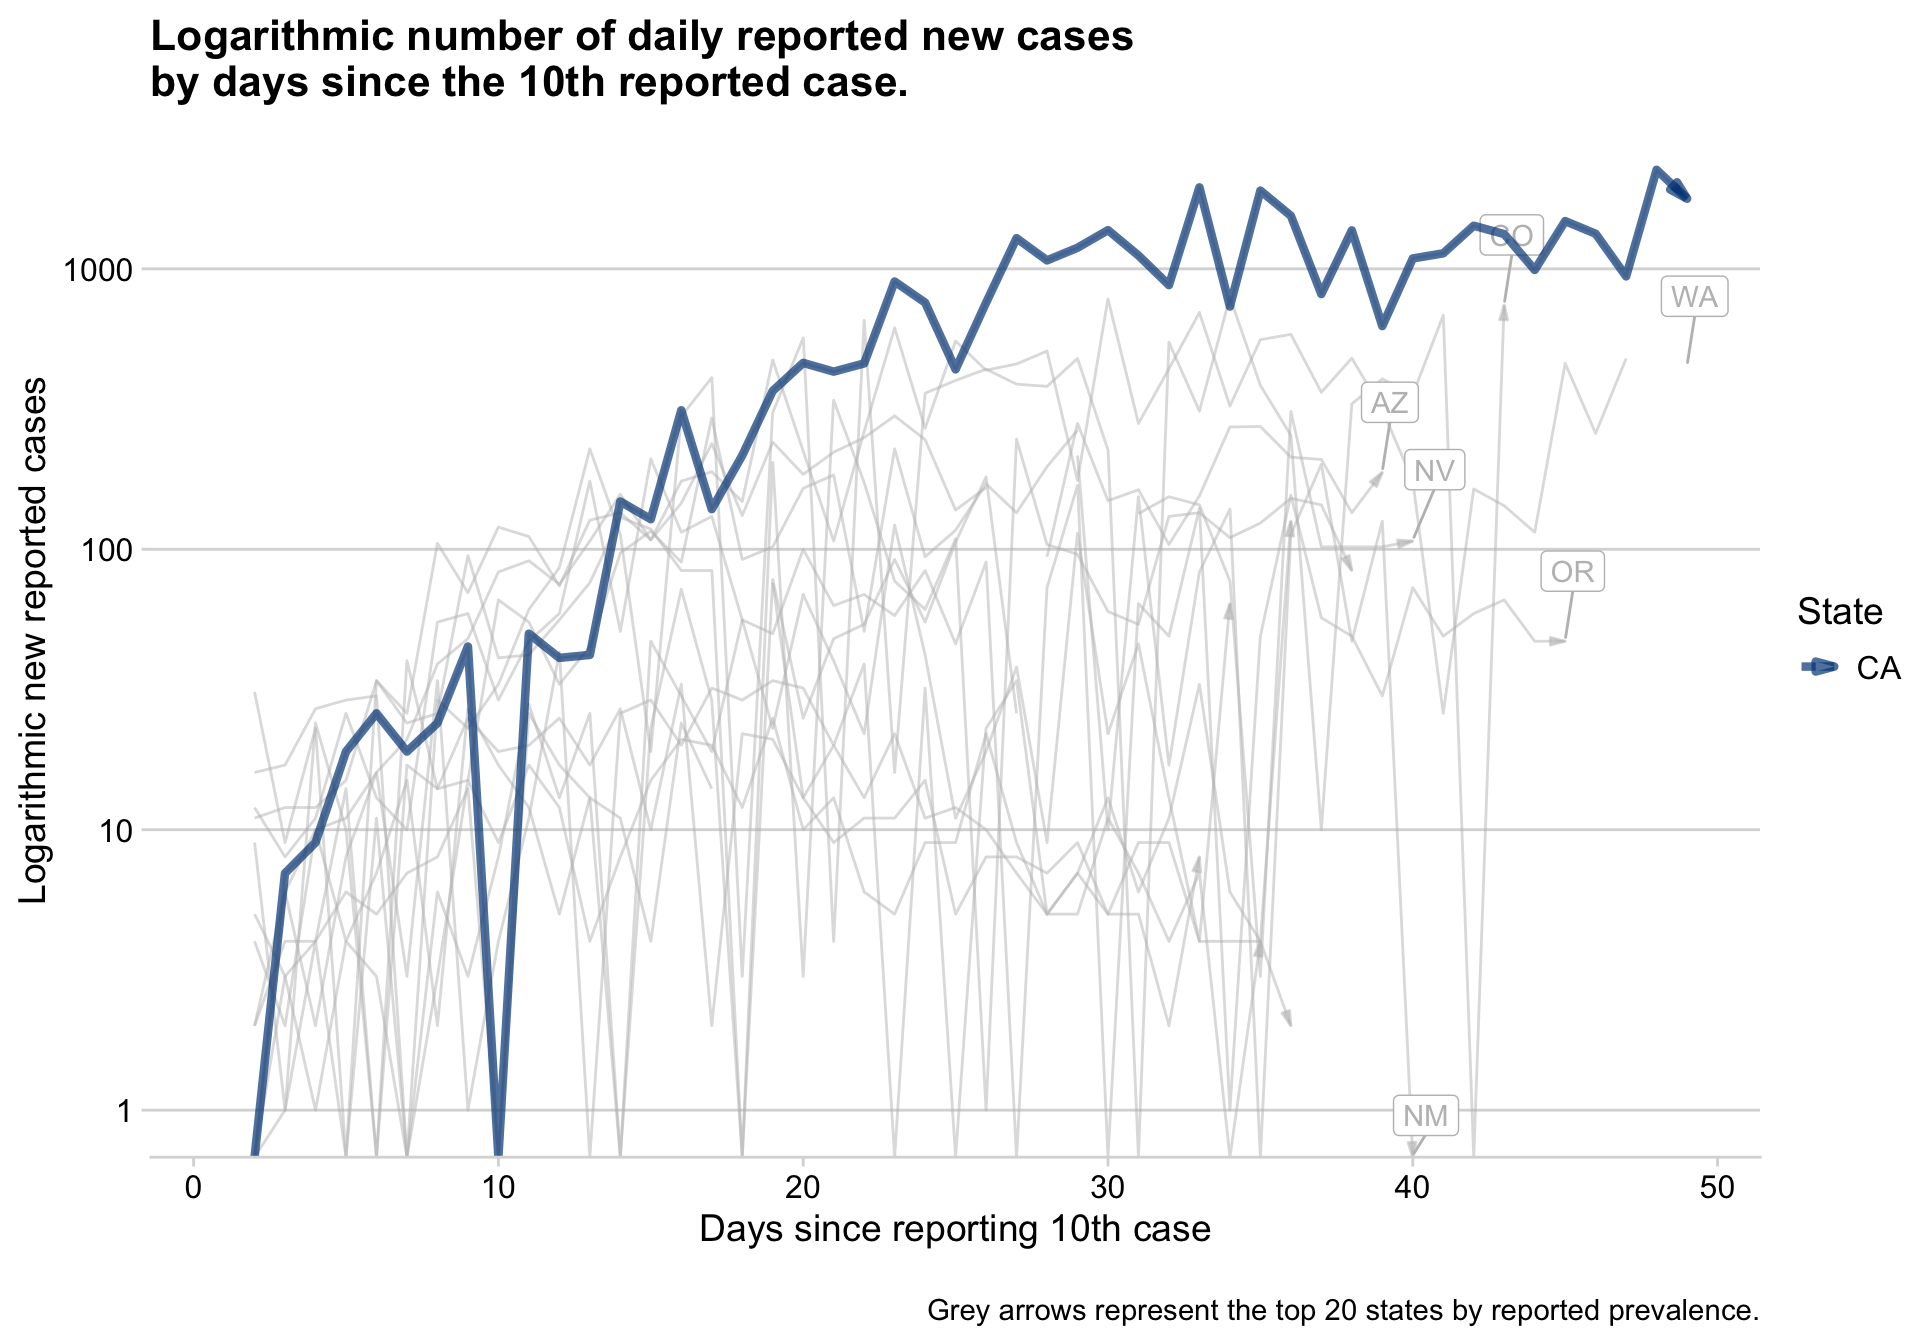 Logarithmic number of daily reported new cases
by days since the 10th reported case.
Logarithmic new reported cases
1000
100
10
1
CO
WA
AZ
NV
OR
NM
State
CA
0
10
20
30
40
50
Days since reporting 10th case
Grey arrows represent the top 20 states by reported prevalence.